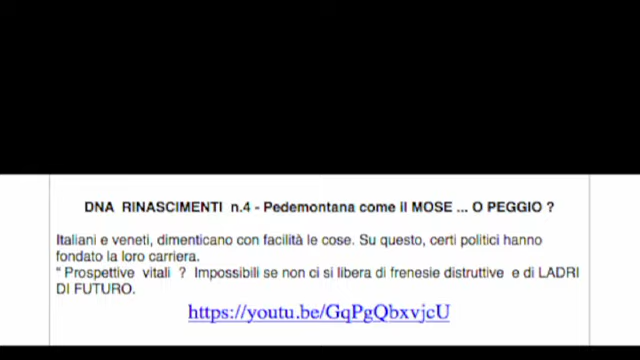 DNA RINASCIMENTI n.4 - Pedemontana come il MOSE ... O PEGGIO ?
Italiani e veneti, dimenticano con facilità le cose. Su questo, certi politici hanno
fondato la loro carriera.
" Prospettive vitali ? Impossibili se non ci si libera di frenesie distruttive e di LADRI
DI FUTURO.
https://youtu.be/GqPgQbxvjcU